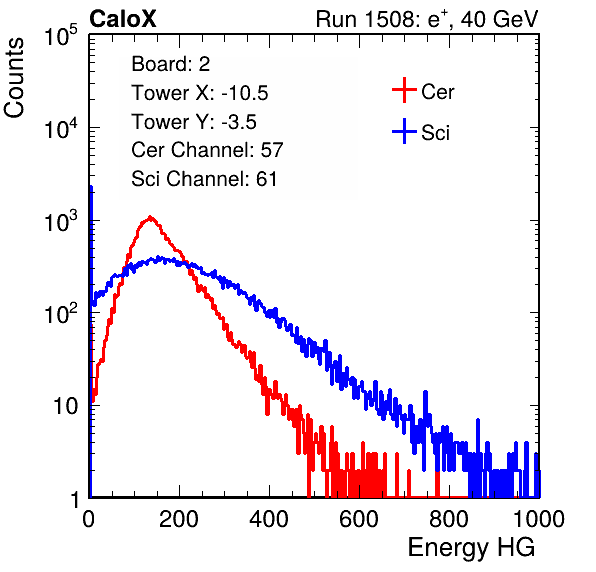 CaloX Run 1508: e⁺, 40 GeV
Counts
10⁵
10⁴
10³
10²
10
1
Board: 2
Tower X: -10.5
Tower Y: -3.5
Cer Channel: 57
Sci Channel: 61
Cer
Sci
0 200 400 600 800 1000
Energy HG